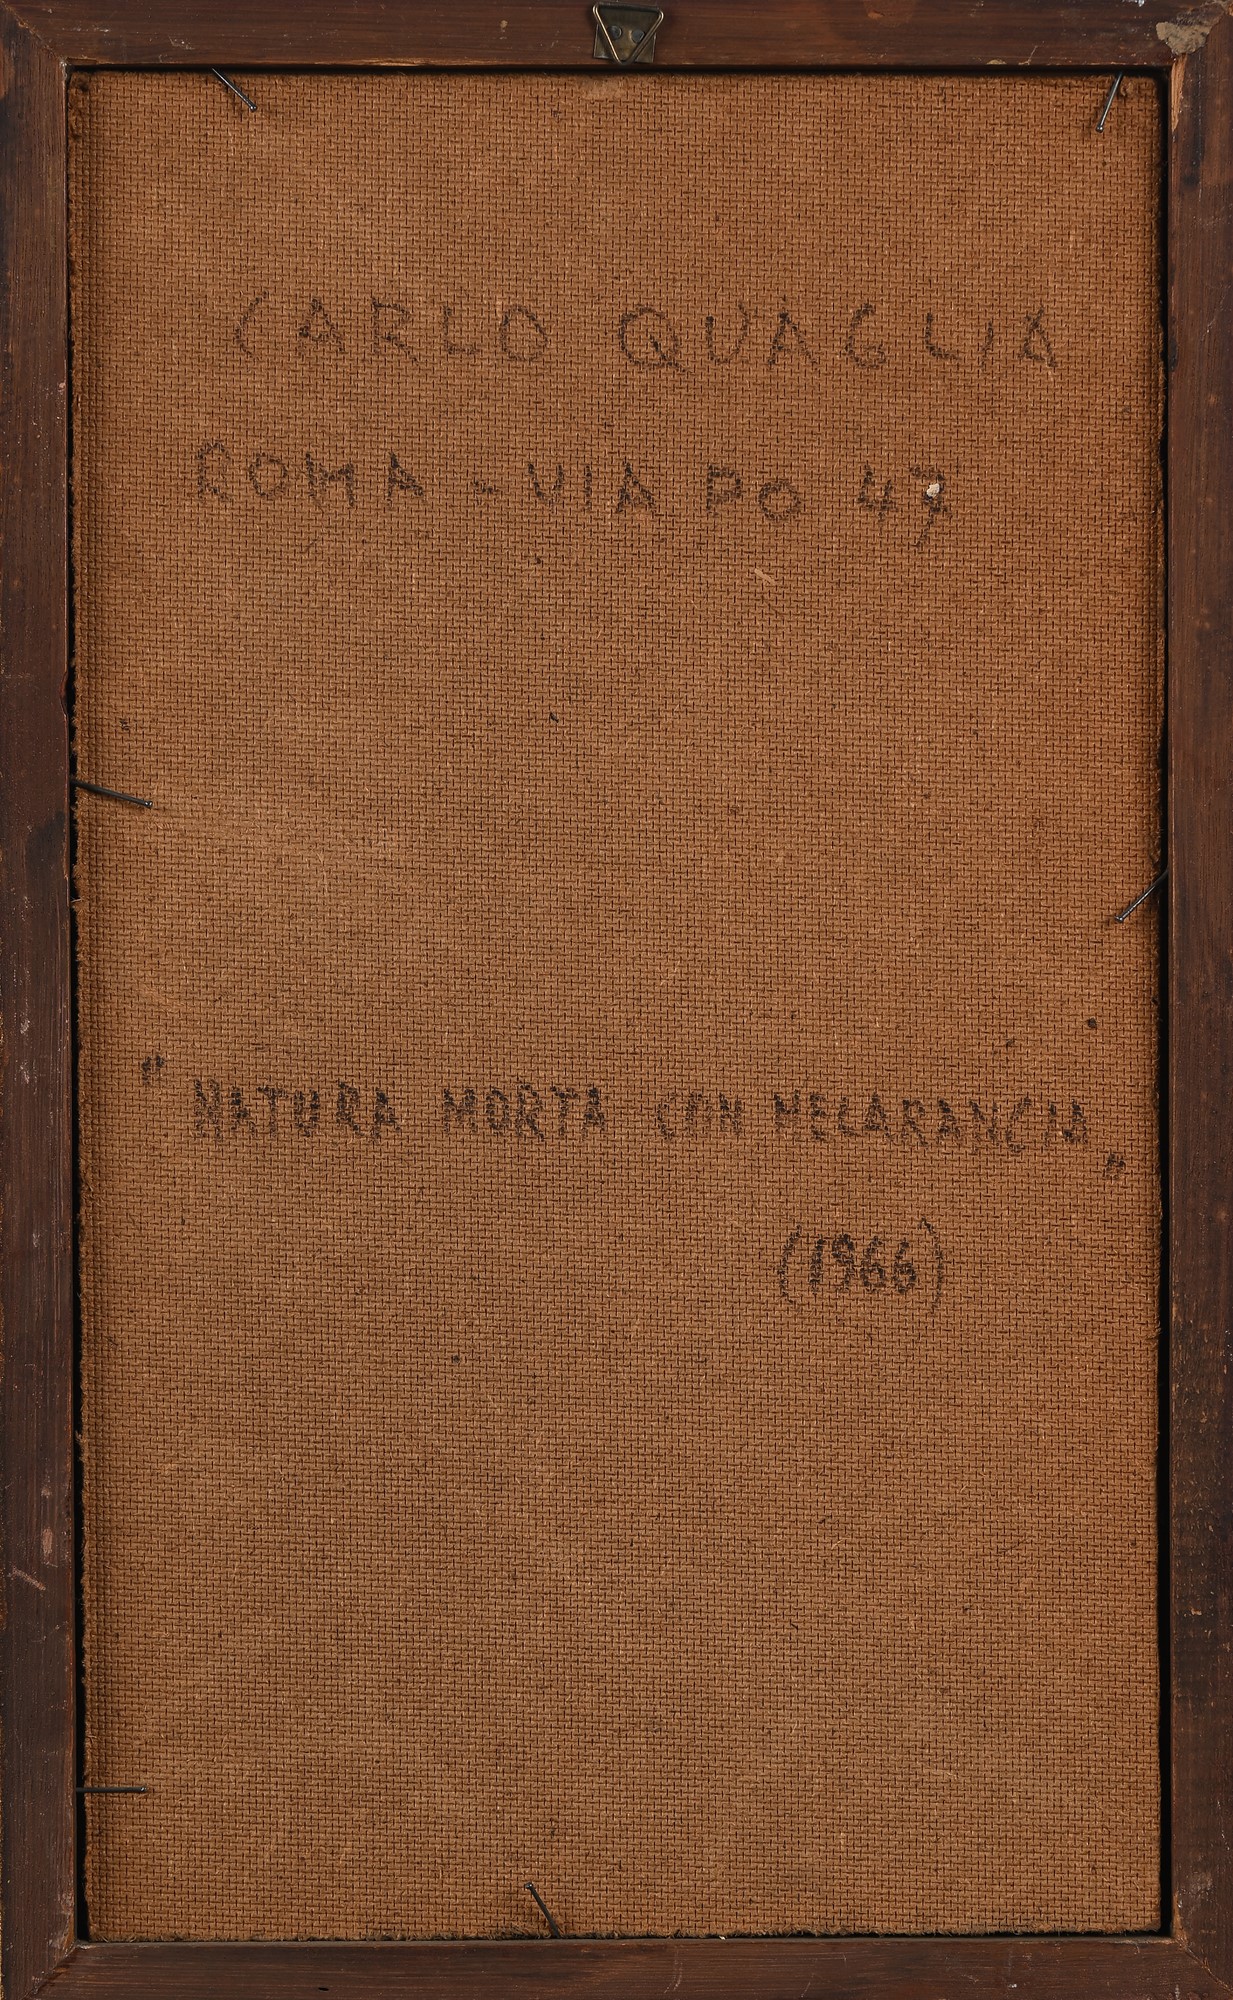 CARLO QUAGLIA
ROMA - VIA PO 47
"NATURA MORTA CON MELARANCIA"
(1966)